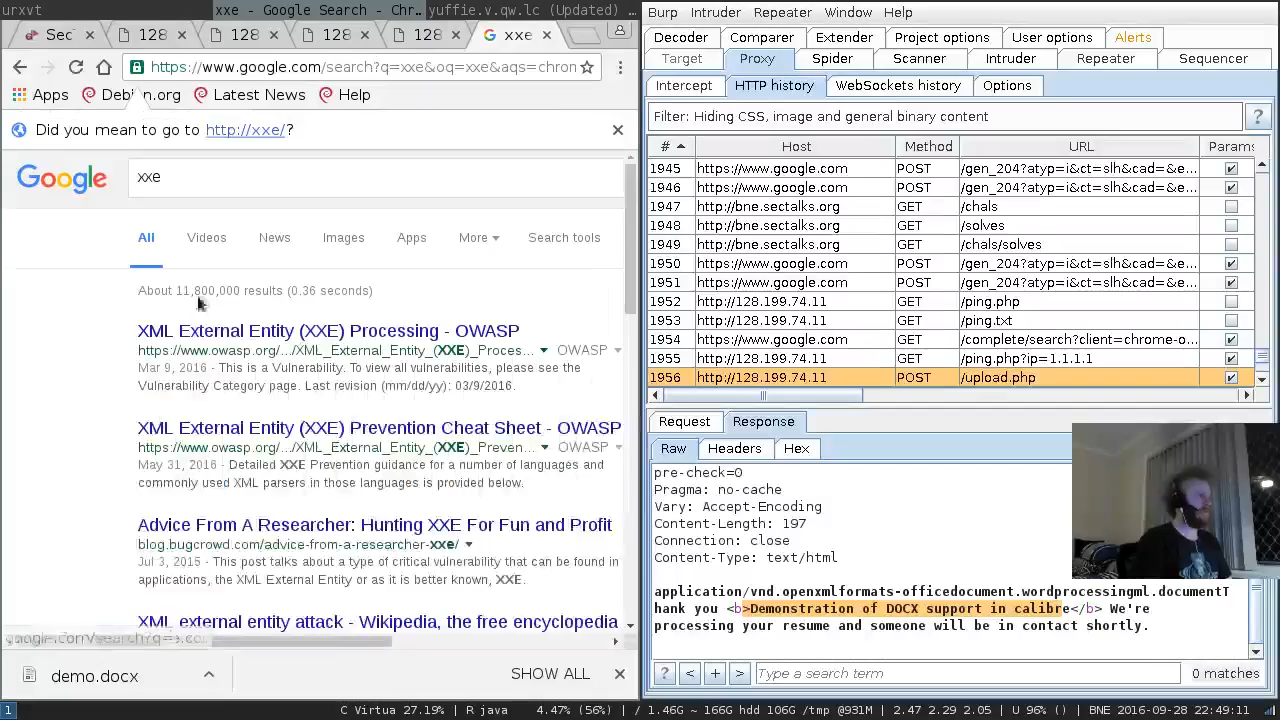 urxvt xxe - Google Search - Chr... yuffie.v.qw.lc (Updated)
Sec 128 128 128 128 xxe
https://www.google.com/search?q=xxe&oq=xxe&aqs=chron
Apps Debian.org Latest News Help
Did you mean to go to http://xxe/?
Google xxe
All Videos News Images Apps More Search tools
About 11,800,000 results (0.36 seconds)
XML External Entity (XXE) Processing - OWASP
https://www.owasp.org/.../XML_External_Entity_(XXE)_Proces... OWASP
Mar 9, 2016 - This is a Vulnerability. To view all vulnerabilities, please see the
Vulnerability Category page. Last revision (mm/dd/yy): 03/9/2016.
XML External Entity (XXE) Prevention Cheat Sheet - OWASP
https://www.owasp.org/.../XML_External_Entity_(XXE)_Preven... OWASP
May 31, 2016 - Detailed XXE Prevention guidance for a number of languages and
commonly used XML parsers in those languages is provided below.
Advice From A Researcher: Hunting XXE For Fun and Profit
blog.bugcrowd.com/advice-from-a-researcher-xxe/
Jul 3, 2015 - This post talks about a type of critical vulnerability that can be found in
applications, the XML External Entity or as it is better known, XXE.
XML external entity attack - Wikipedia, the free encyclopedia
demo.docx SHOW ALL
Burp Intruder Repeater Window Help
Decoder Comparer Extender Project options User options Alerts
Target Proxy Spider Scanner Intruder Repeater Sequencer
Intercept HTTP history WebSockets history Options
Filter: Hiding CSS, image and general binary content ?
# Host Method URL Params
1945 https://www.google.com POST /gen_204?atyp=i&ct=slh&cad=&e...
1946 https://www.google.com POST /gen_204?atyp=i&ct=slh&cad=&e...
1947 http://bne.sectalks.org GET /chals
1948 http://bne.sectalks.org GET /solves
1949 http://bne.sectalks.org GET /chals/solves
1950 https://www.google.com POST /gen_204?atyp=i&ct=slh&cad=&e...
1951 https://www.google.com POST /gen_204?atyp=i&ct=slh&cad=&e...
1952 http://128.199.74.11 GET /ping.php
1953 http://128.199.74.11 GET /ping.txt
1954 https://www.google.com GET /complete/search?client=chrome-o...
1955 http://128.199.74.11 GET /ping.php?ip=1.1.1.1
1956 http://128.199.74.11 POST /upload.php
Request Response
Raw Headers Hex
pre-check=0
Pragma: no-cache
Vary: Accept-Encoding
Content-Length: 197
Connection: close
Content-Type: text/html
application/vnd.openxmlformats-officedocument.wordprocessingml.documentT
hank you <b>Demonstration of DOCX support in calibre</b> We're
processing your resume and someone will be in contact shortly.
? < + > Type a search term 0 matches
1 C Virtua 27.19% | R java 4.47% (56%) | / 1.46G ~ 166G hdd 106G /tmp @931M | 2.47 2.29 2.05 | U 96% () | BNE 2016-09-28 22:49:11